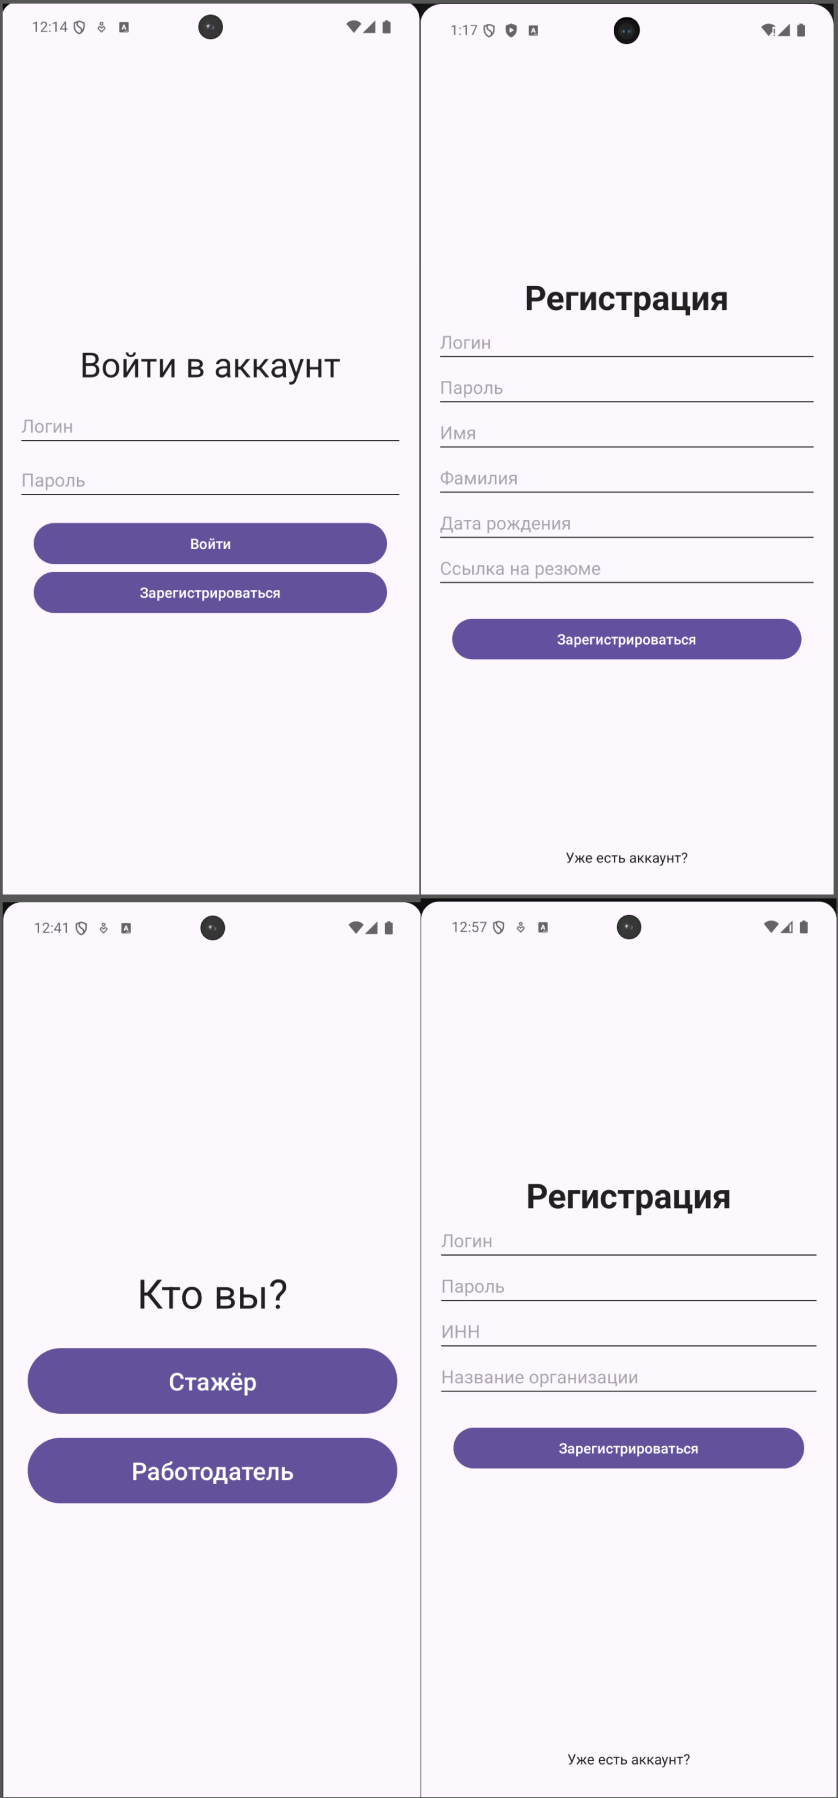 12:14
Войти в аккаунт
Логин
Пароль
Войти
Зарегистрироваться
1:17
Регистрация
Логин
Пароль
Имя
Фамилия
Дата рождения
Ссылка на резюме
Зарегистрироваться
Уже есть аккаунт?
12:41
Кто вы?
Стажёр
Работодатель
12:57
Регистрация
Логин
Пароль
ИНН
Название организации
Зарегистрироваться
Уже есть аккаунт?